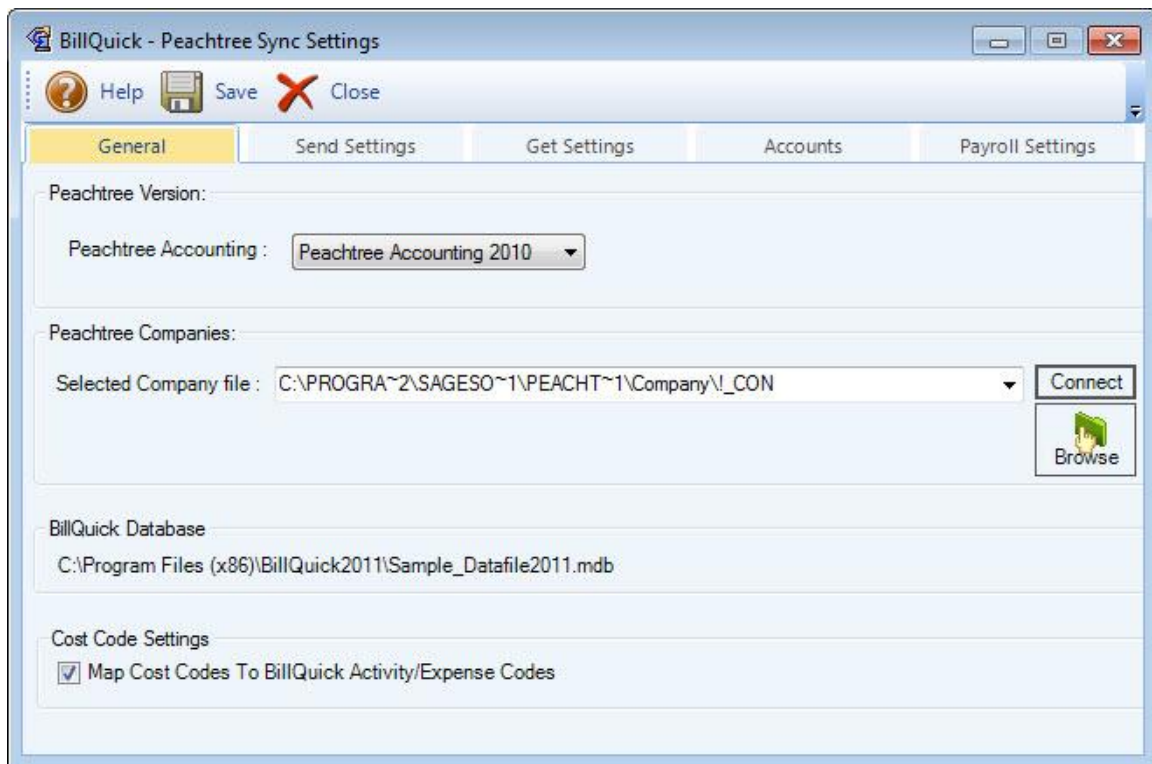 BillQuick - Peachtree Sync Settings
Help Save Close
General Send Settings Get Settings Accounts Payroll Settings
Peachtree Version:
Peachtree Accounting : Peachtree Accounting 2010
Peachtree Companies:
Selected Company file : C:\PROGRA~2\SAGESO~1\PEACHT~1\Company\!_CON Connect
Browse
BillQuick Database
C:\Program Files (x86)\BillQuick2011\Sample_Datafile2011.mdb
Cost Code Settings
Map Cost Codes To BillQuick Activity/Expense Codes